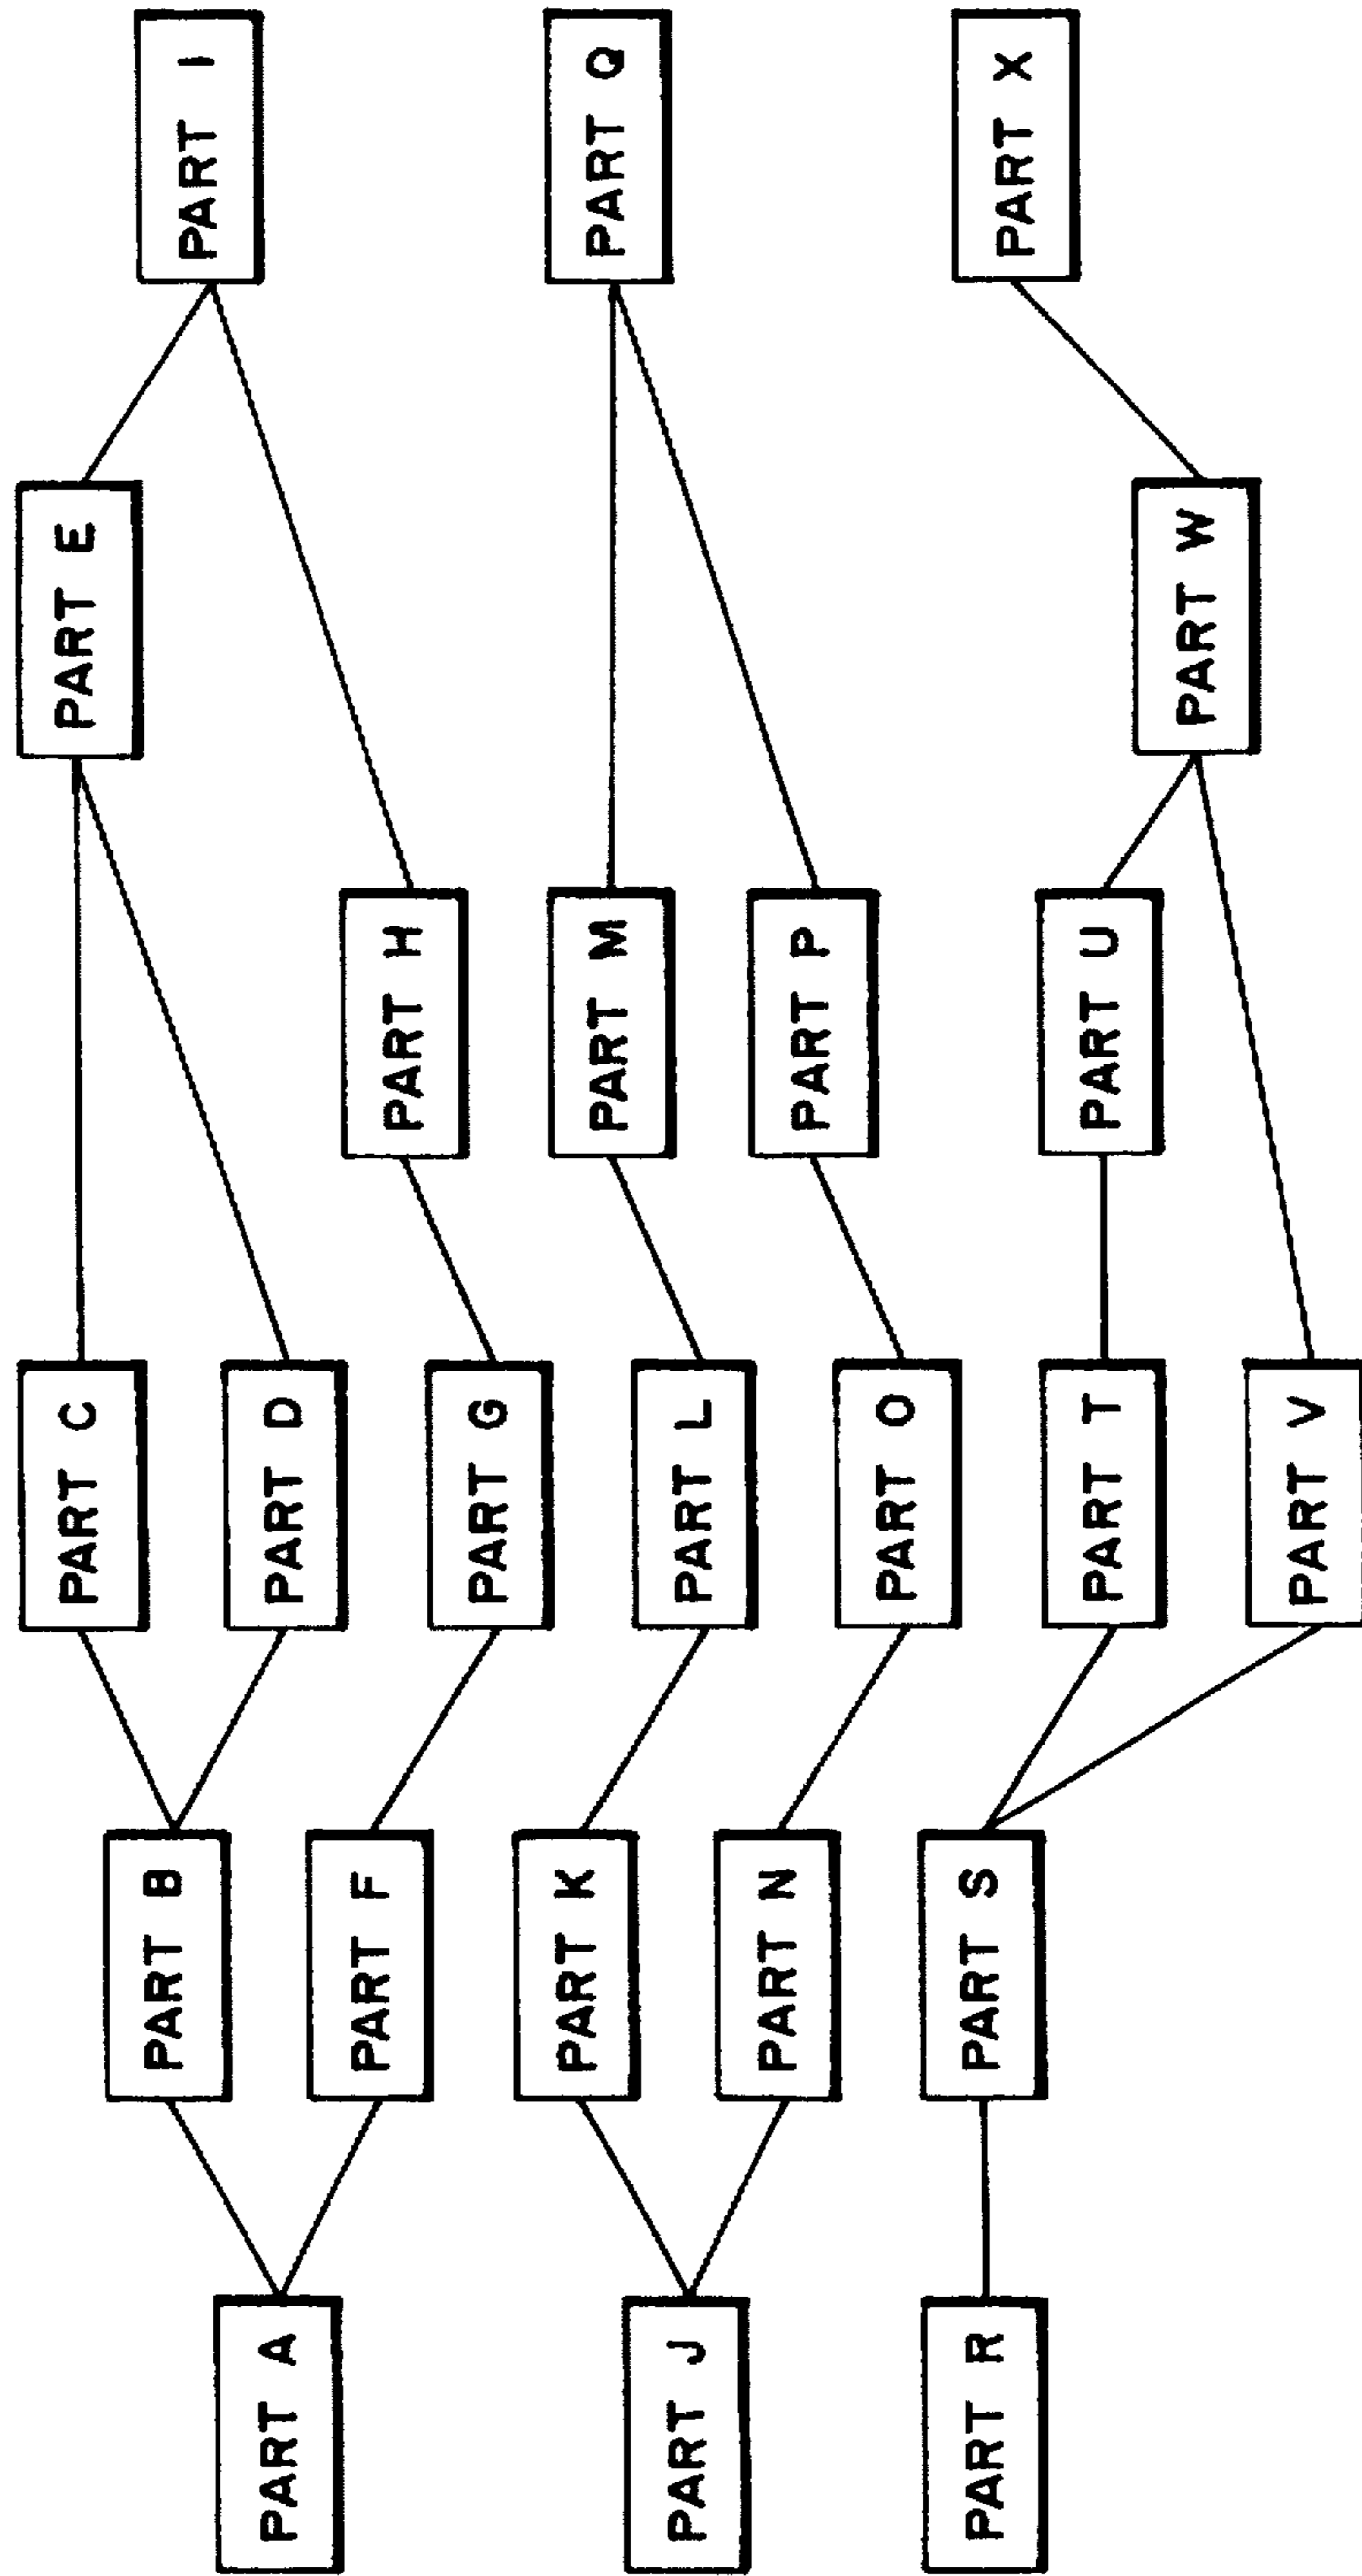 PART A
PART J
PART R
PART B
PART F
PART K
PART N
PART S
PART C
PART D
PART G
PART L
PART O
PART T
PART V
PART H
PART M
PART P
PART U
PART E
PART W
PART I
PART Q
PART X